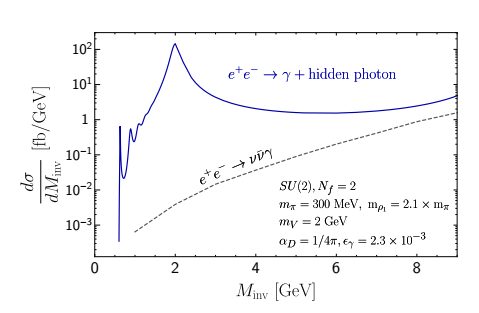 10²
10¹
1
10⁻¹
10⁻²
10⁻³
dσ/dM_inv [fb/GeV]
e⁺e⁻ → γ + hidden photon
e⁺e⁻ → νν̄γ
SU(2), N_f = 2
m_π = 300 MeV, m_ρ₁ = 2.1 × m_π
m_V = 2 GeV
α_D = 1/4π, ϵ_γ = 2.3 × 10⁻³
0 2 4 6 8
M_inv [GeV]